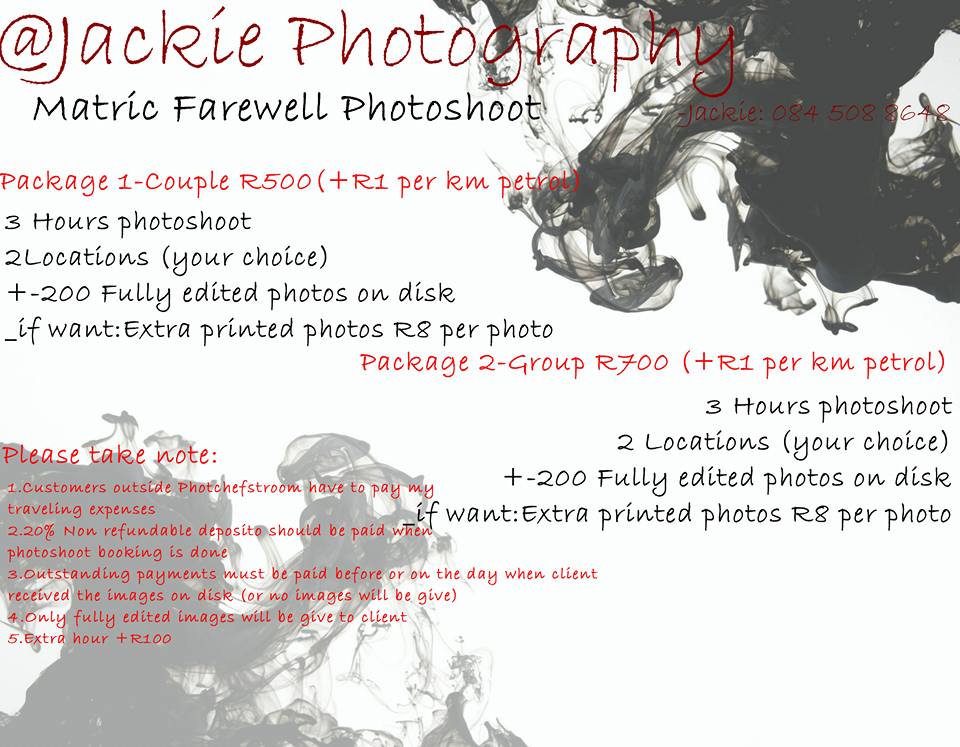 @Jackie Photography
Matric Farewell Photoshoot
-Jackie: 084 508 8648
Package 1-Couple R500(+R1 per km petrol)
3 Hours photoshoot
2Locations (your choice)
+-200 Fully edited photos on disk
_if want:Extra printed photos R8 per photo
Package 2-Group R700 (+R1 per km petrol)
3 Hours photoshoot
2 Locations (your choice)
+-200 Fully edited photos on disk
_if want:Extra printed photos R8 per photo
Please take note:
1.Customers outside Photchefstroom have to pay my
traveling expenses
2.20% Non refundable deposito should be paid when
photoshoot booking is done
3.Outstanding payments must be paid before or on the day when client
received the images on disk (or no images will be give)
4.Only fully edited images will be give to client
5.Extra hour +R100